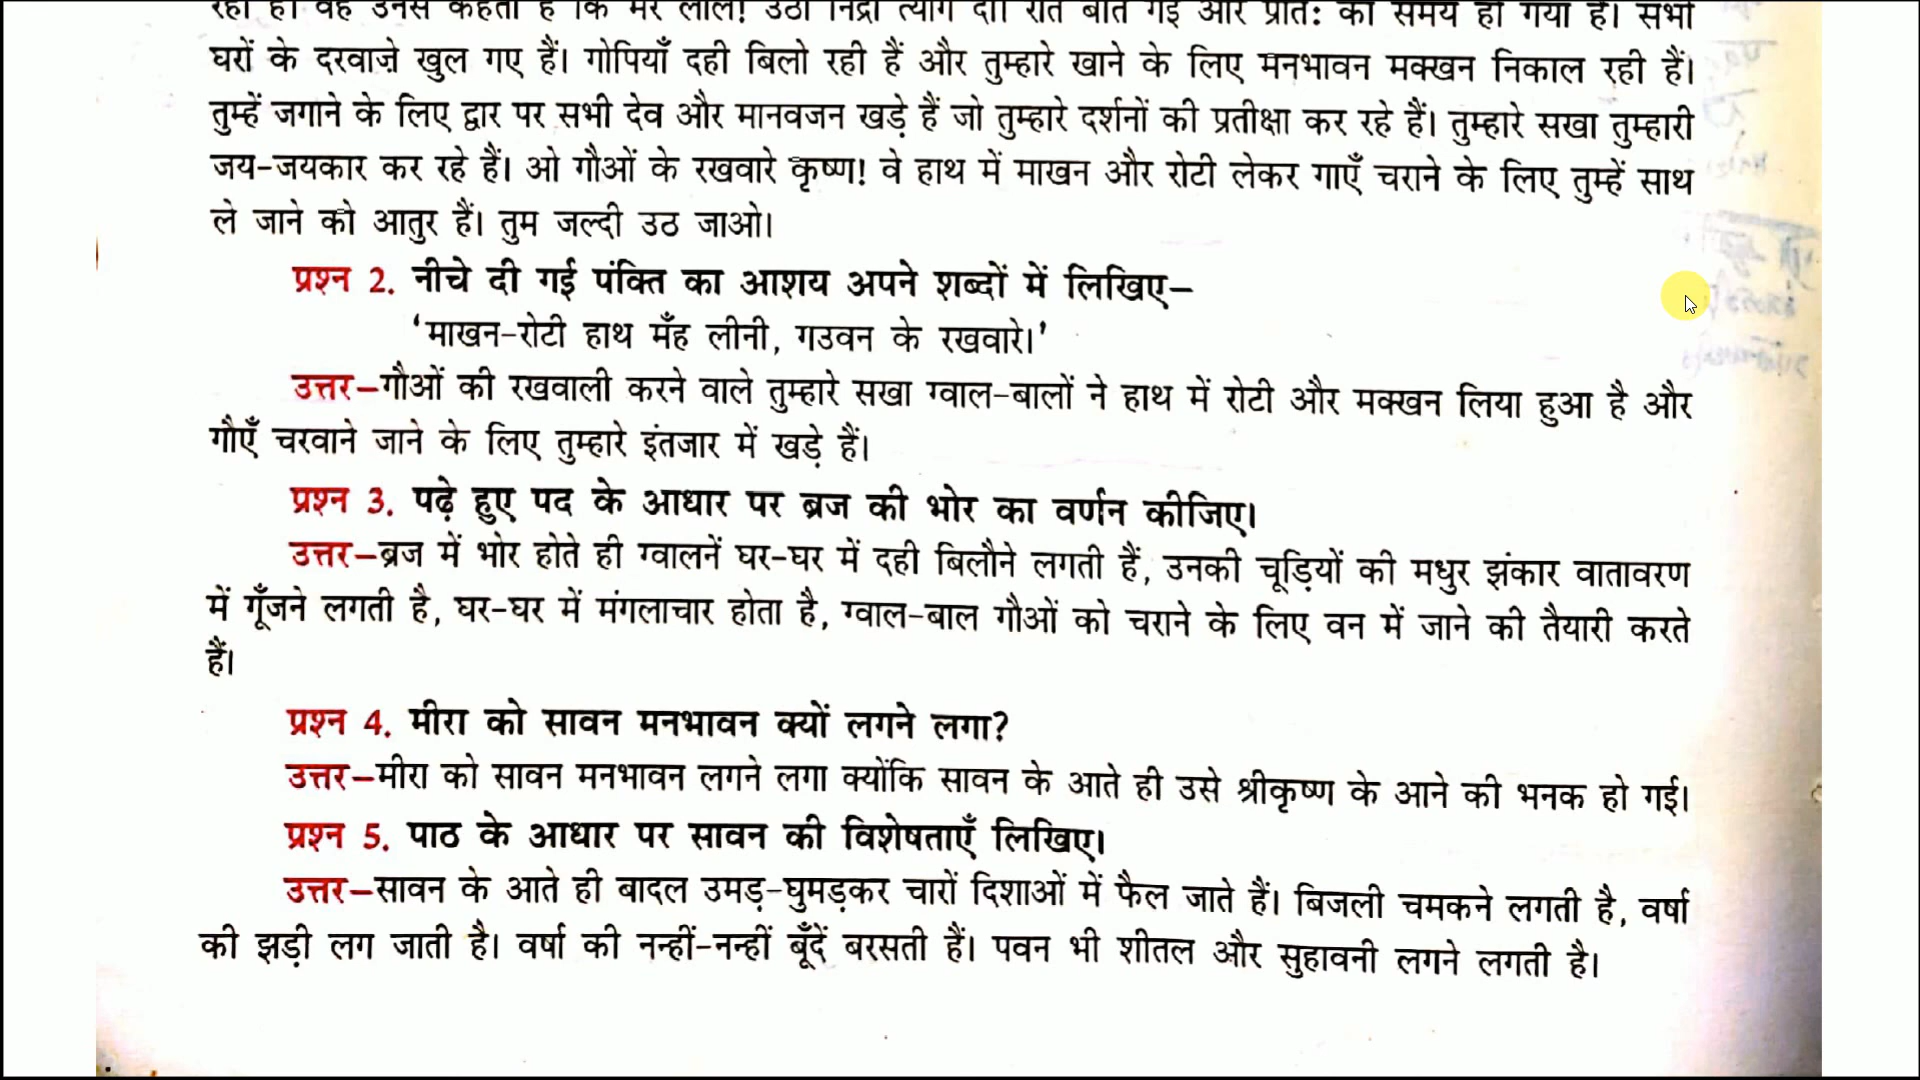 रही है। वह उनसे कहती है कि मेरे लाल! उठो निद्रा त्याग दो। रात बीत गई और प्रातः का समय हो गया है। सभी
घरों के दरवाज़े खुल गए हैं। गोपियाँ दही बिलो रही हैं और तुम्हारे खाने के लिए मनभावन मक्खन निकाल रही हैं।
तुम्हें जगाने के लिए द्वार पर सभी देव और मानवजन खड़े हैं जो तुम्हारे दर्शनों की प्रतीक्षा कर रहे हैं। तुम्हारे सखा तुम्हारी
जय-जयकार कर रहे हैं। ओ गौओं के रखवारे कृष्ण! वे हाथ में माखन और रोटी लेकर गाएँ चराने के लिए तुम्हें साथ
ले जाने को आतुर हैं। तुम जल्दी उठ जाओ।
प्रश्न 2. नीचे दी गई पंक्ति का आशय अपने शब्दों में लिखिए–
‘माखन-रोटी हाथ मँह लीनी, गउवन के रखवारे।’
उत्तर–गौओं की रखवाली करने वाले तुम्हारे सखा ग्वाल-बालों ने हाथ में रोटी और मक्खन लिया हुआ है और
गौएँ चरवाने जाने के लिए तुम्हारे इंतजार में खड़े हैं।
प्रश्न 3. पढ़े हुए पद के आधार पर ब्रज की भोर का वर्णन कीजिए।
उत्तर–ब्रज में भोर होते ही ग्वालनें घर-घर में दही बिलौने लगती हैं, उनकी चूड़ियों की मधुर झंकार वातावरण
में गूँजने लगती है, घर-घर में मंगलाचार होता है, ग्वाल-बाल गौओं को चराने के लिए वन में जाने की तैयारी करते
हैं।
प्रश्न 4. मीरा को सावन मनभावन क्यों लगने लगा?
उत्तर–मीरा को सावन मनभावन लगने लगा क्योंकि सावन के आते ही उसे श्रीकृष्ण के आने की भनक हो गई।
प्रश्न 5. पाठ के आधार पर सावन की विशेषताएँ लिखिए।
उत्तर–सावन के आते ही बादल उमड़-घुमड़कर चारों दिशाओं में फैल जाते हैं। बिजली चमकने लगती है, वर्षा
की झड़ी लग जाती है। वर्षा की नन्हीं-नन्हीं बूँदें बरसती हैं। पवन भी शीतल और सुहावनी लगने लगती है।